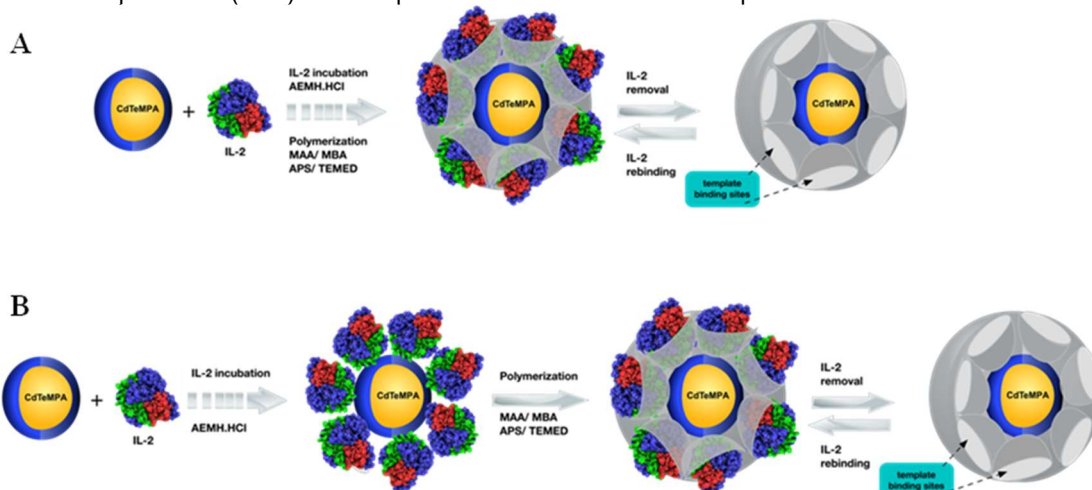 A
CdTeMPA
+
IL-2
IL-2 incubation
AEMH.HCl
Polymerization
MAA/ MBA
APS/ TEMED
CdTeMPA
IL-2
removal
IL-2
rebinding
CdTeMPA
template
binding sites
B
CdTeMPA
+
IL-2
IL-2 incubation
AEMH.HCl
CdTeMPA
Polymerization
MAA/ MBA
APS/ TEMED
CdTeMPA
IL-2
removal
IL-2
rebinding
CdTeMPA
template
binding sites